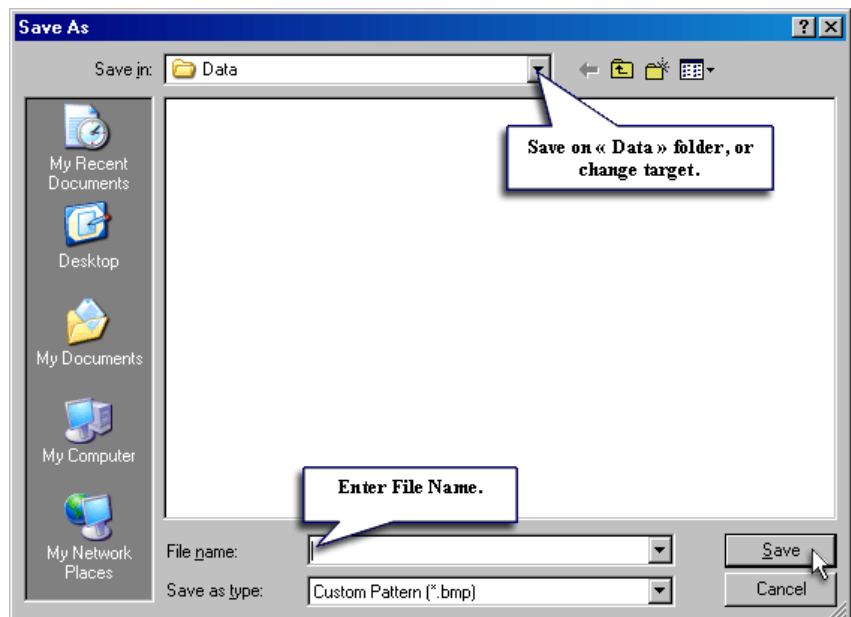 Save As
Save in:
Data
Save on « Data » folder, or
change target.
My Recent
Documents
Desktop
My Documents
My Computer
My Network
Places
Enter File Name.
File name:
Save
Save as type:
Custom Pattern (*.bmp)
Cancel